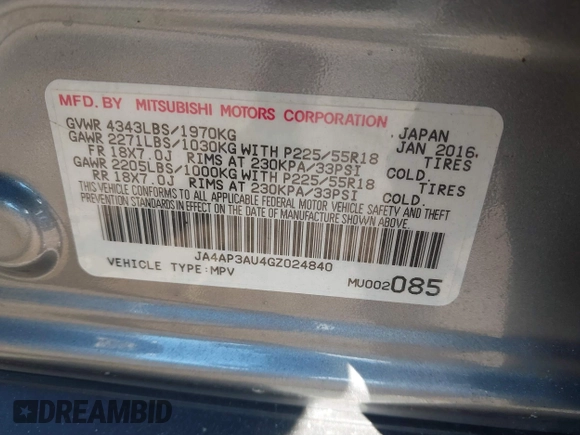 MFD. BY MITSUBISHI MOTORS CORPORATION
GVWR 4343LBS/1970KG , JAPAN
GAWR 2271LBS/1030KG WITH P225/55R18 JAN 2016,
FR 18X7.0J RIMS AT 230KPA/33PSI COLD. TIRES
GAWR 2205LBS/1000KG WITH P225/55R18 TIRES
RR 18X7.0J RIMS AT 230KPA/33PSI COLD.
THIS VEHICLE CONFORMS TO ALL APPLICABLE FEDERAL MOTOR VEHICLE SAFETY AND THEFT
PREVENTION STANDARDS IN EFFECT ON THE DATE OF MANUFACTURE SHOWN ABOVE.
JA4AP3AU4GZ024840
VEHICLE TYPE:MPV MU002085
DREAMBID